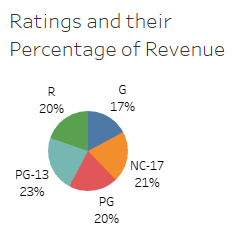 Ratings and their
Percentage of Revenue
R
20%
G
17%
NC-17
21%
PG-13
23%
PG
20%